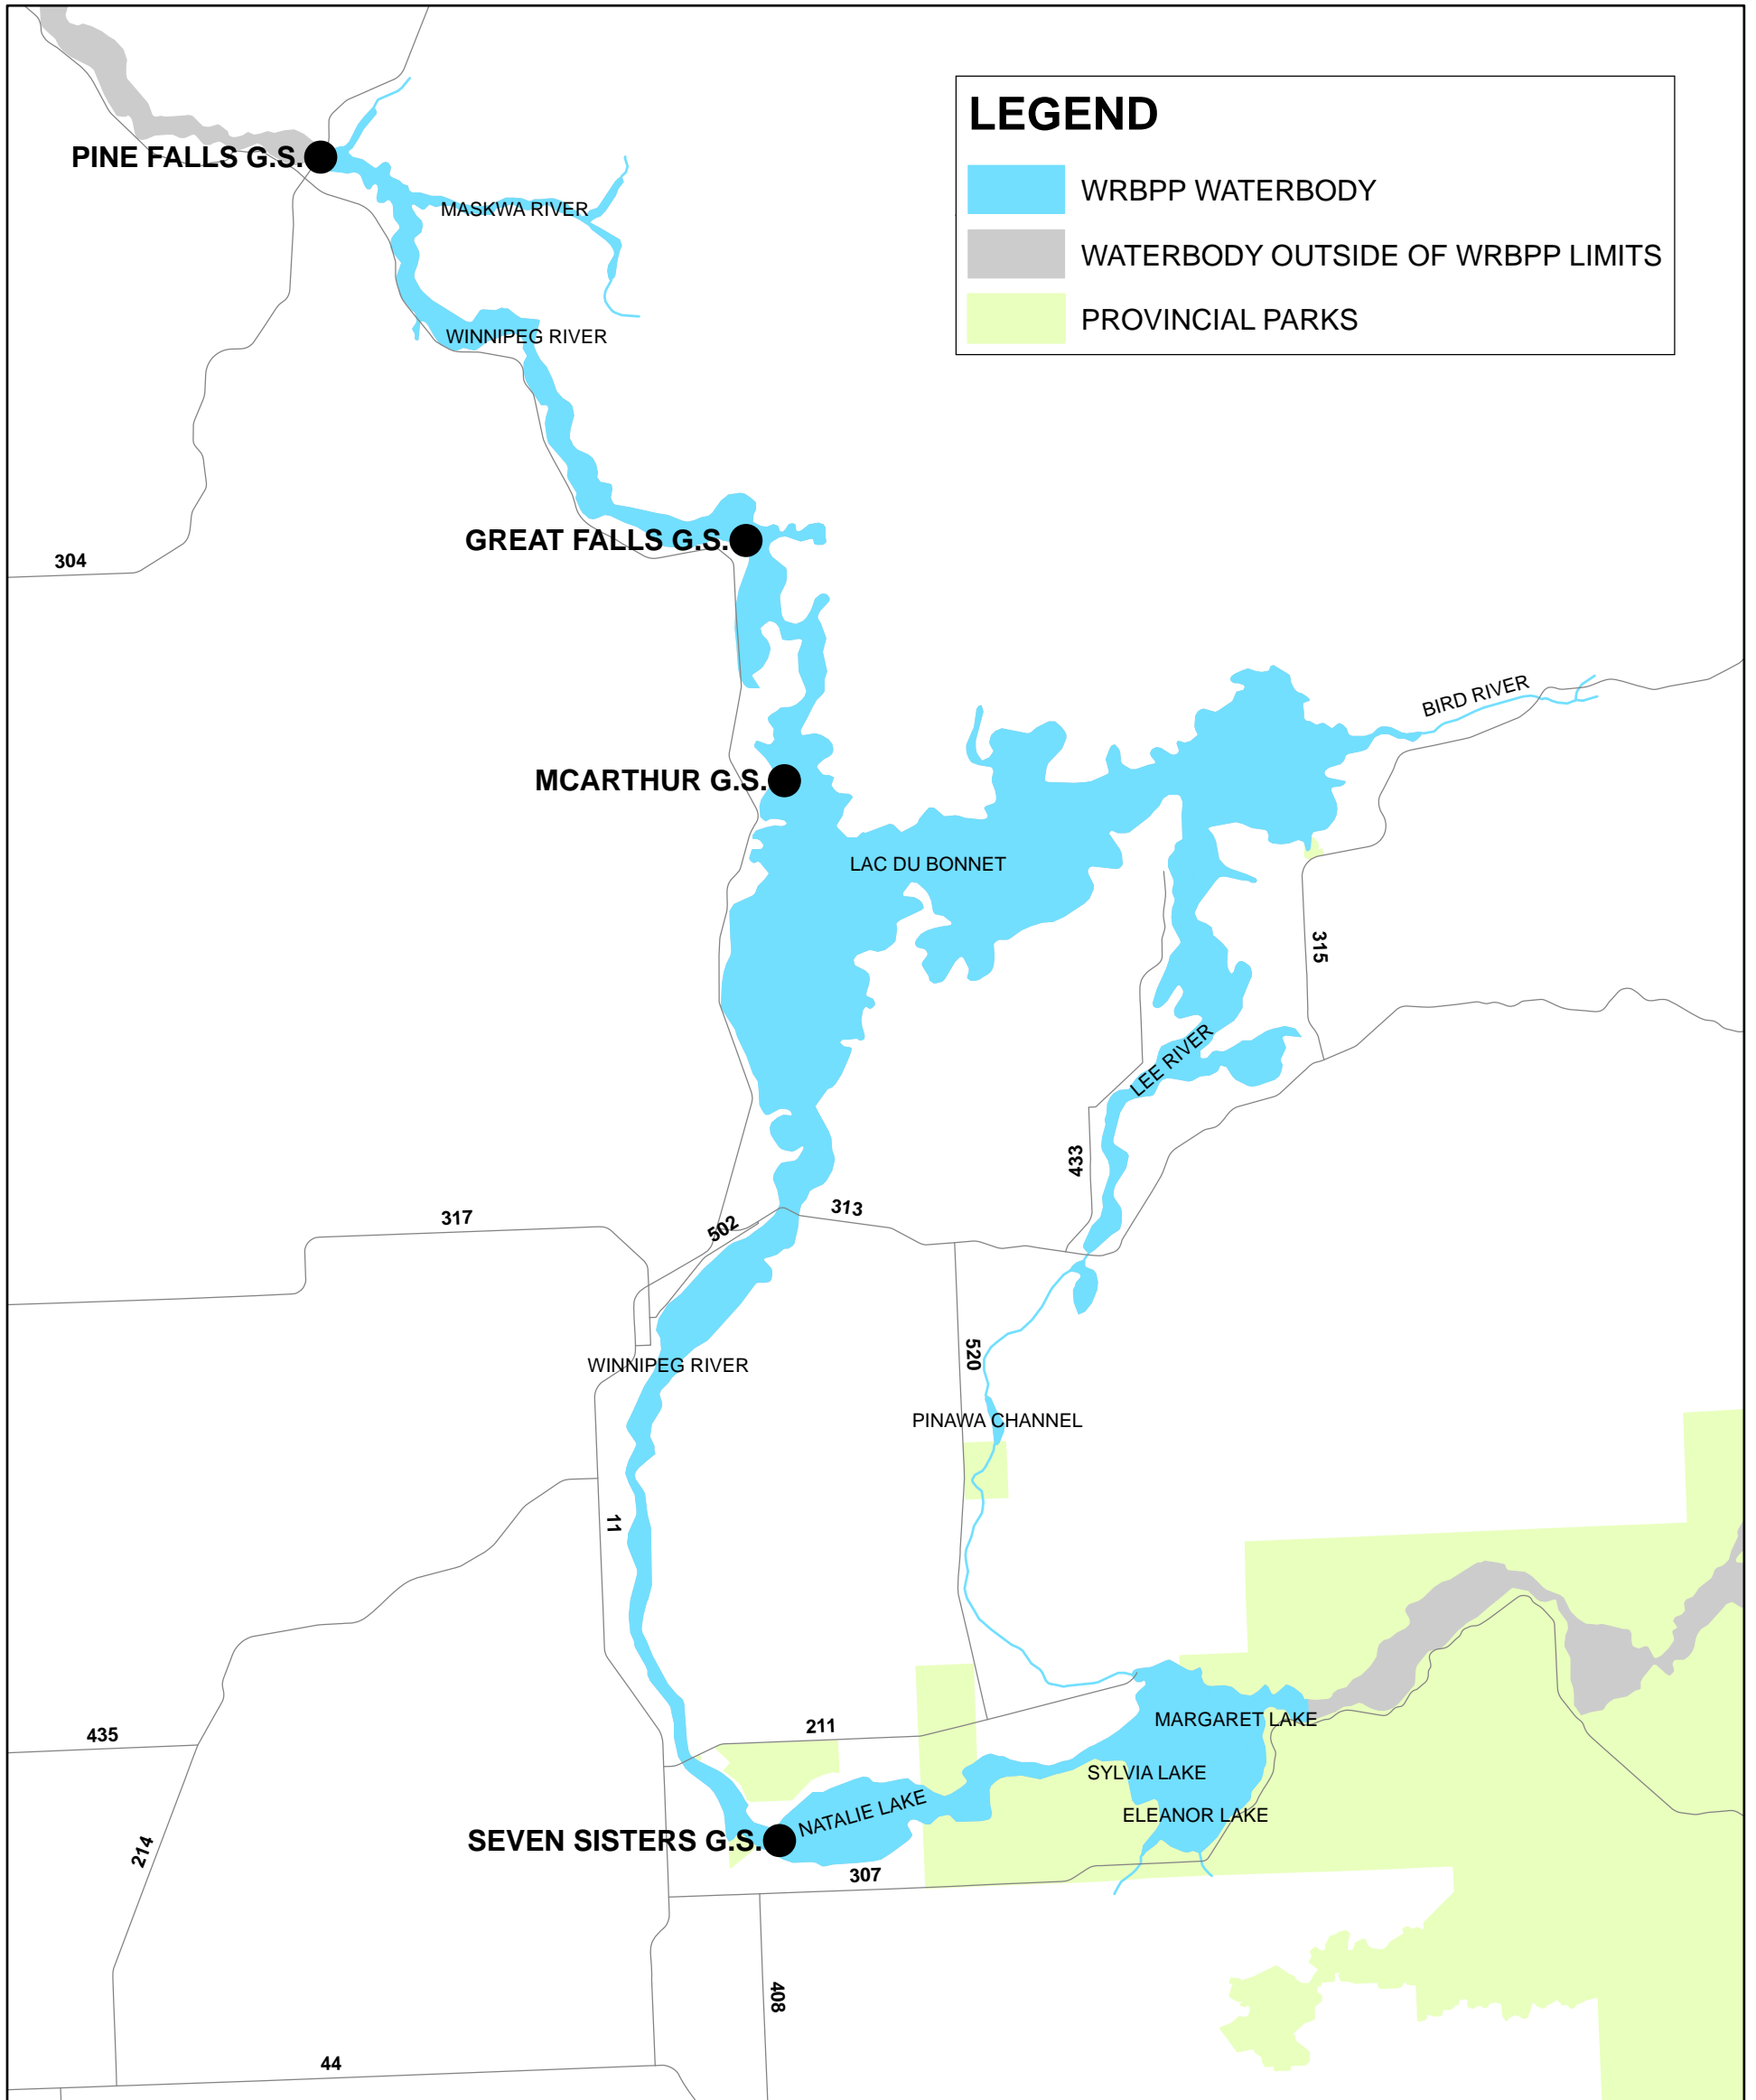 LEGEND
WRBPP WATERBODY
WATERBODY OUTSIDE OF WRBPP LIMITS
PROVINCIAL PARKS
PINE FALLS G.S.
MASKWA RIVER
WINNIPEG RIVER
GREAT FALLS G.S.
304
BIRD RIVER
MCARTHUR G.S.
LAC DU BONNET
315
LEE RIVER
433
313
317
502
520
WINNIPEG RIVER
PINAWA CHANNEL
11
MARGARET LAKE
211
435
SYLVIA LAKE
NATALIE LAKE
ELEANOR LAKE
SEVEN SISTERS G.S.
214
307
408
44